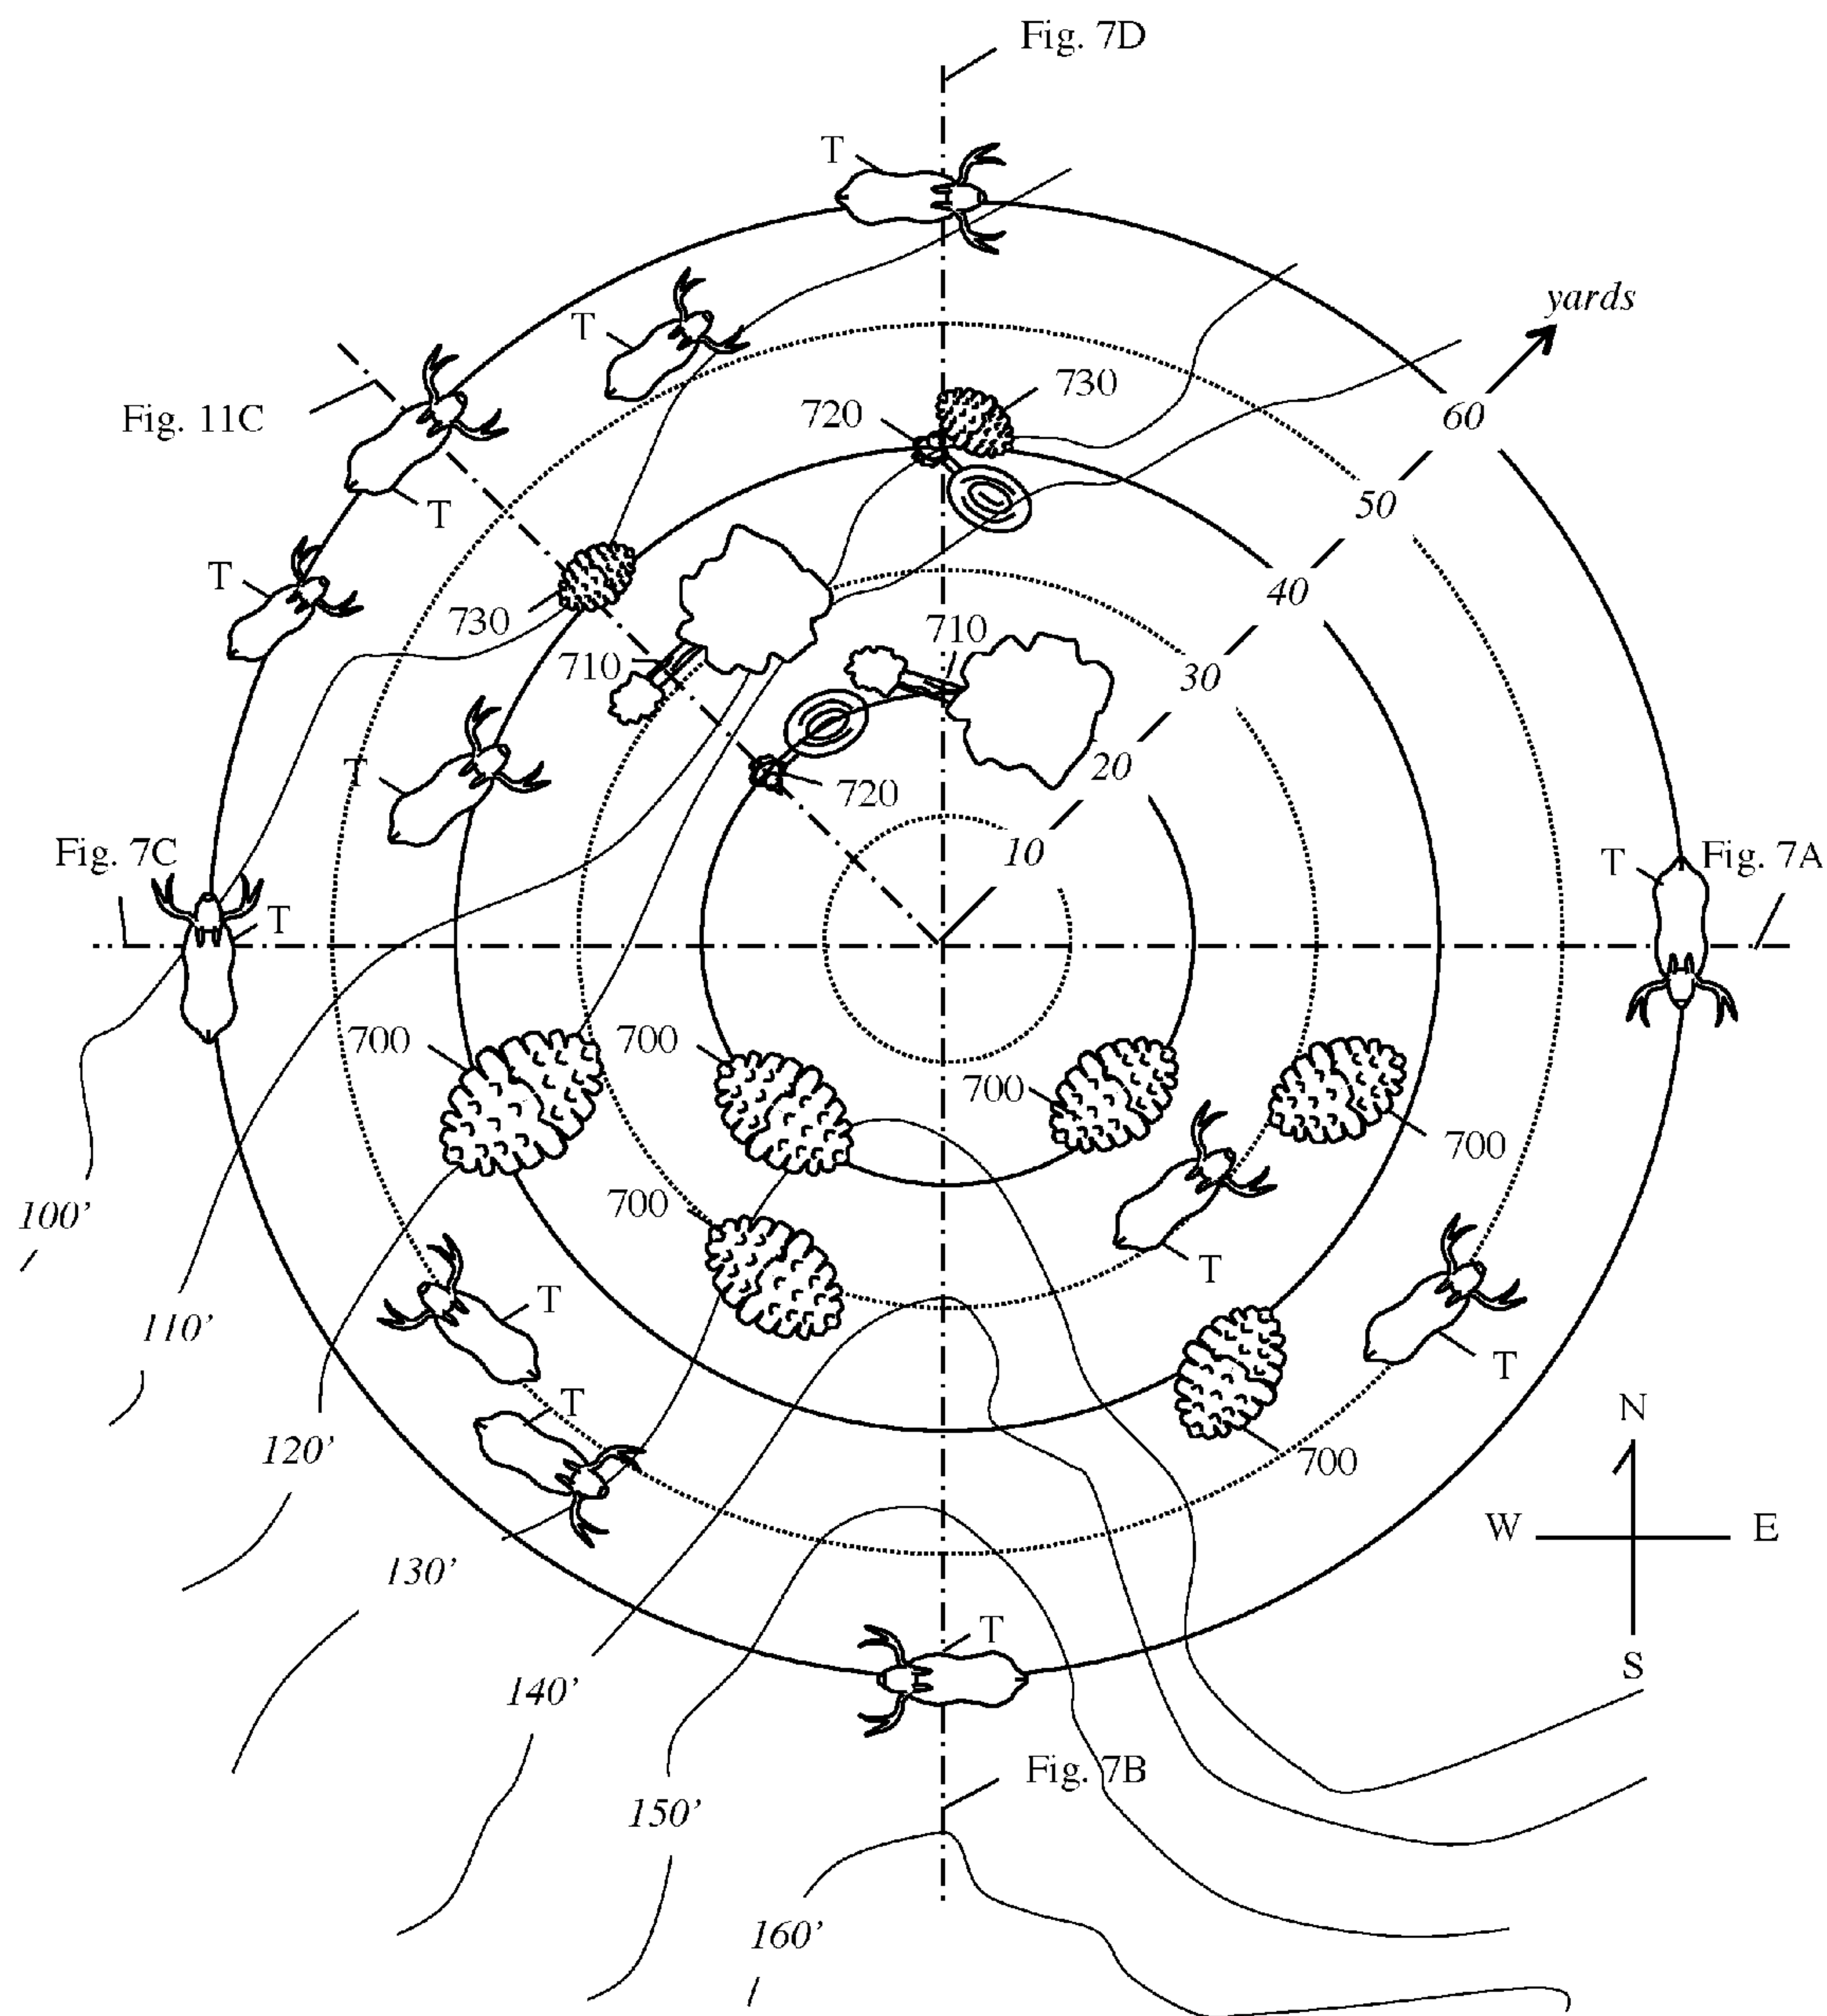 Fig. 7D
T
yards
T
Fig. 11C
720
730
60
T
50
T
730
710
710
40
30
T
720
20
Fig. 7C
10
T
Fig. 7A
T
700
700
700
700
100’
700
T
110’
T
T
T
N
120’
700
W
E
130’
T
S
140’
Fig. 7B
150’
160’